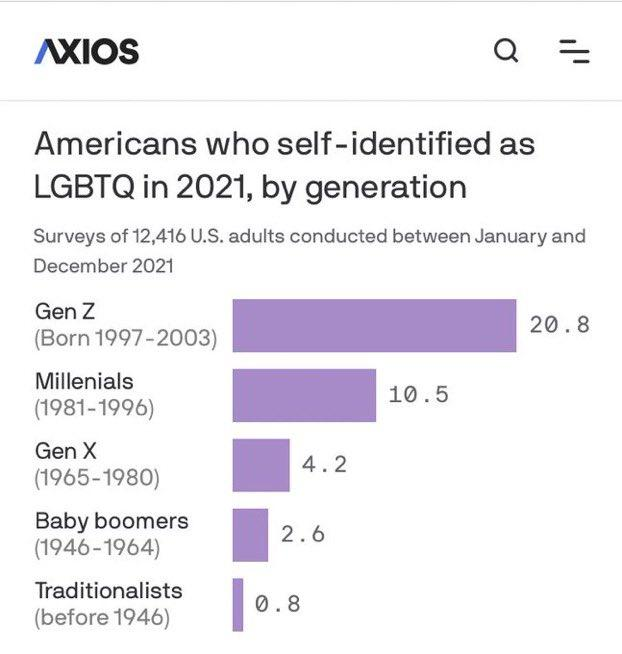 AXIOS
Americans who self-identified as
LGBTQ in 2021, by generation
Surveys of 12,416 U.S. adults conducted between January and
December 2021
Gen Z
(Born 1997-2003)
20.8
Millenials
(1981-1996)
10.5
Gen X
(1965-1980)
4.2
Baby boomers
(1946-1964)
2.6
Traditionalists
(before 1946)
0.8